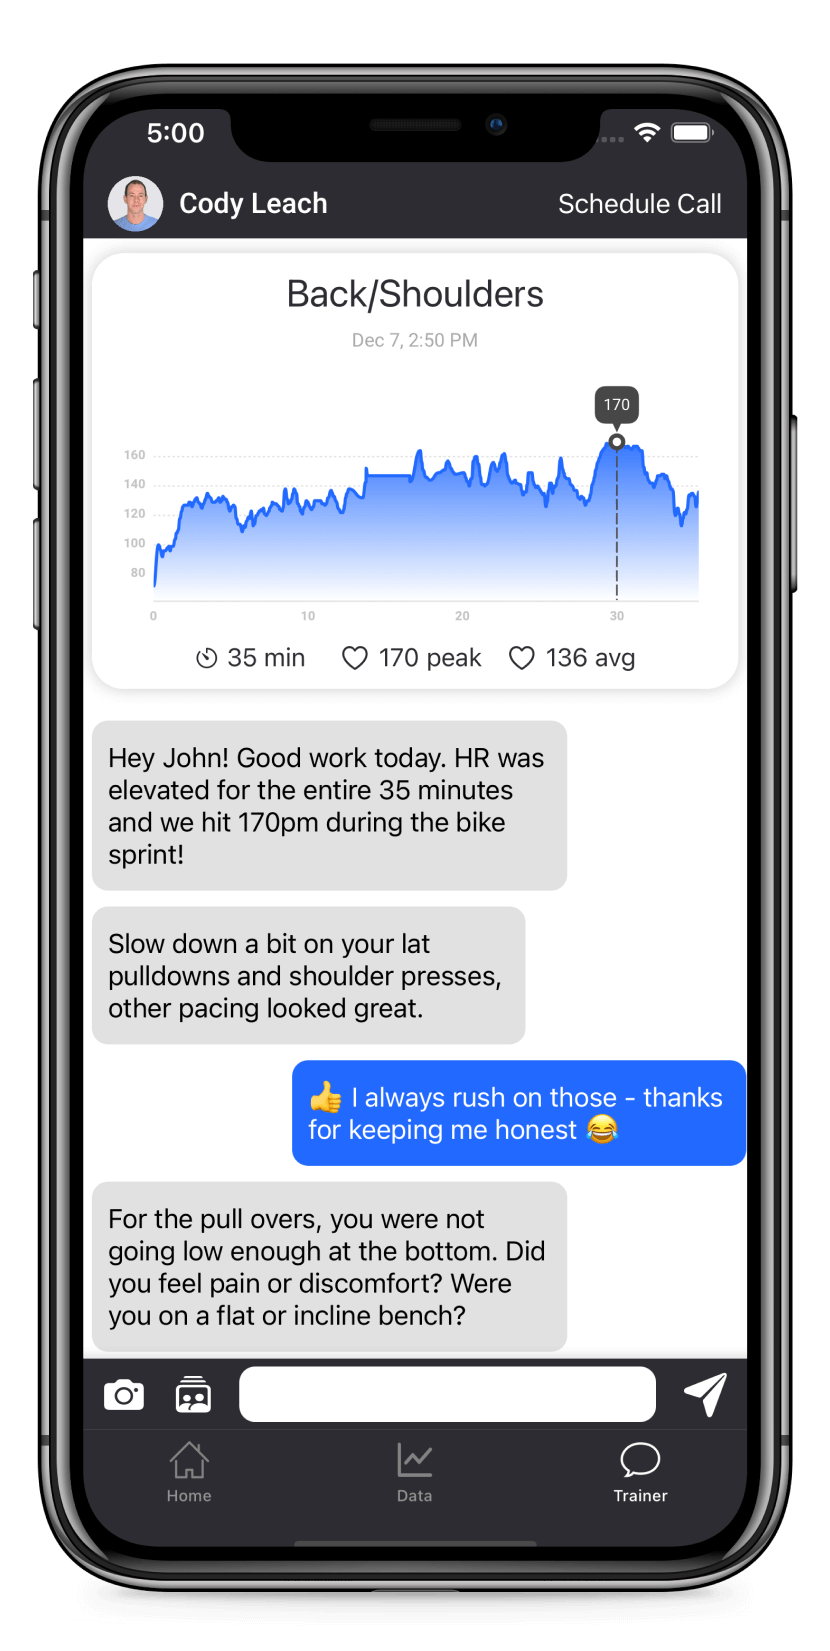 5:00
Cody Leach
Schedule Call
Back/Shoulders
Dec 7, 2:50 PM
170
160
140
120
100
80
0 10 20 30
35 min 170 peak 136 avg
Hey John! Good work today. HR was
elevated for the entire 35 minutes
and we hit 170pm during the bike
sprint!
Slow down a bit on your lat
pulldowns and shoulder presses,
other pacing looked great.
👍 I always rush on those - thanks
for keeping me honest 😂
For the pull overs, you were not
going low enough at the bottom. Did
you feel pain or discomfort? Were
you on a flat or incline bench?
Home Data Trainer